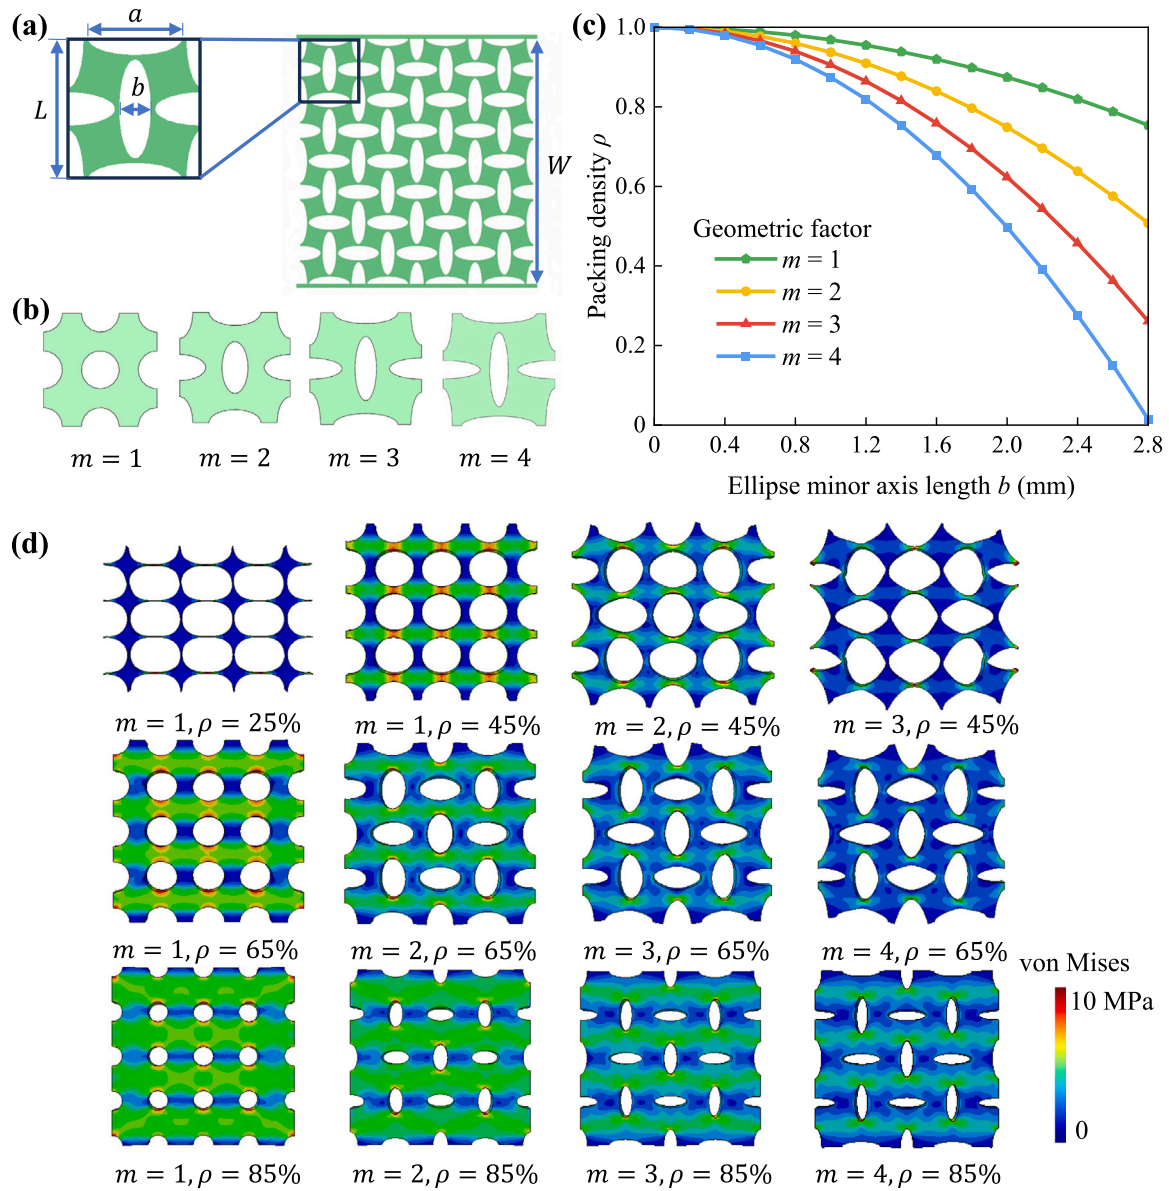 (a)
a
b
L
W
(b)
m = 1
m = 2
m = 3
m = 4
(c)
Packing density ρ
1.0
0.8
0.6
0.4
0.2
0
Geometric factor
m = 1
m = 2
m = 3
m = 4
0 0.4 0.8 1.2 1.6 2.0 2.4 2.8
Ellipse minor axis length b (mm)
(d)
m = 1, ρ = 25%
m = 1, ρ = 45%
m = 2, ρ = 45%
m = 3, ρ = 45%
m = 1, ρ = 65%
m = 2, ρ = 65%
m = 3, ρ = 65%
m = 4, ρ = 65%
m = 1, ρ = 85%
m = 2, ρ = 85%
m = 3, ρ = 85%
m = 4, ρ = 85%
von Mises
10 MPa
0